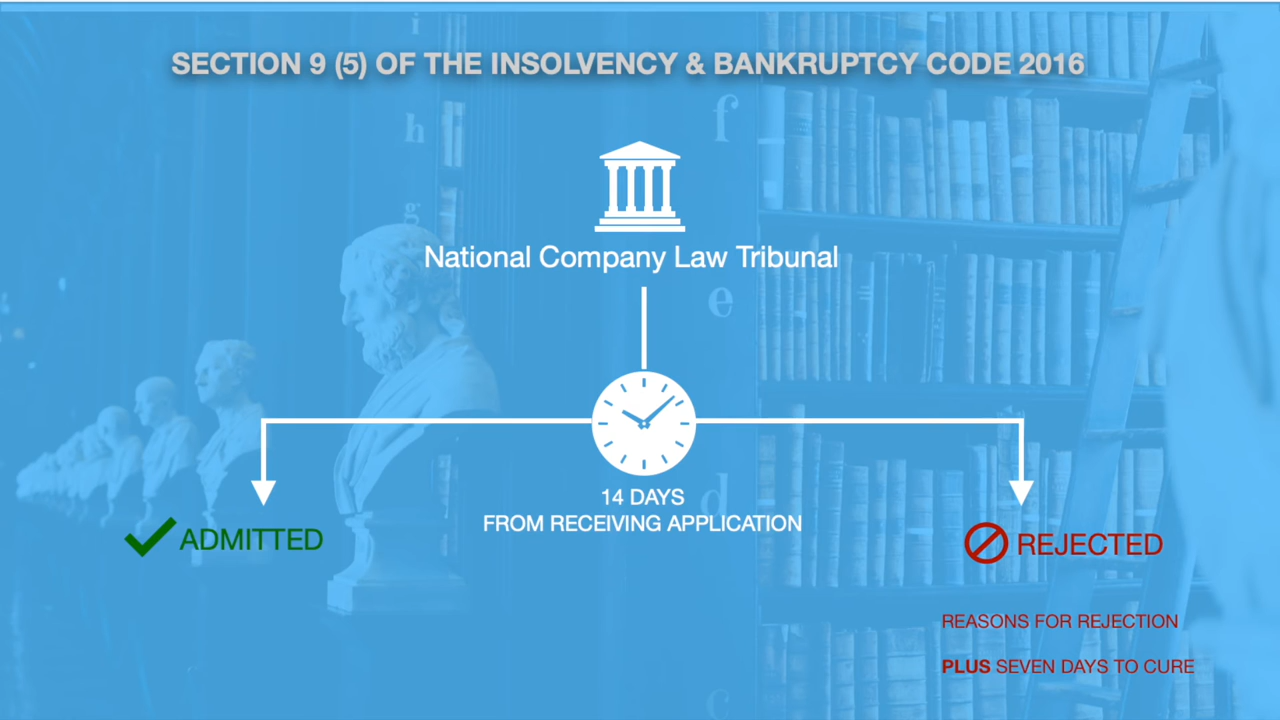 SECTION 9 (5) OF THE INSOLVENCY & BANKRUPTCY CODE 2016
i
h
f
g
National Company Law Tribunal
e
d
14 DAYS
FROM RECEIVING APPLICATION
ADMITTED
REJECTED
REASONS FOR REJECTION
PLUS SEVEN DAYS TO CURE
c